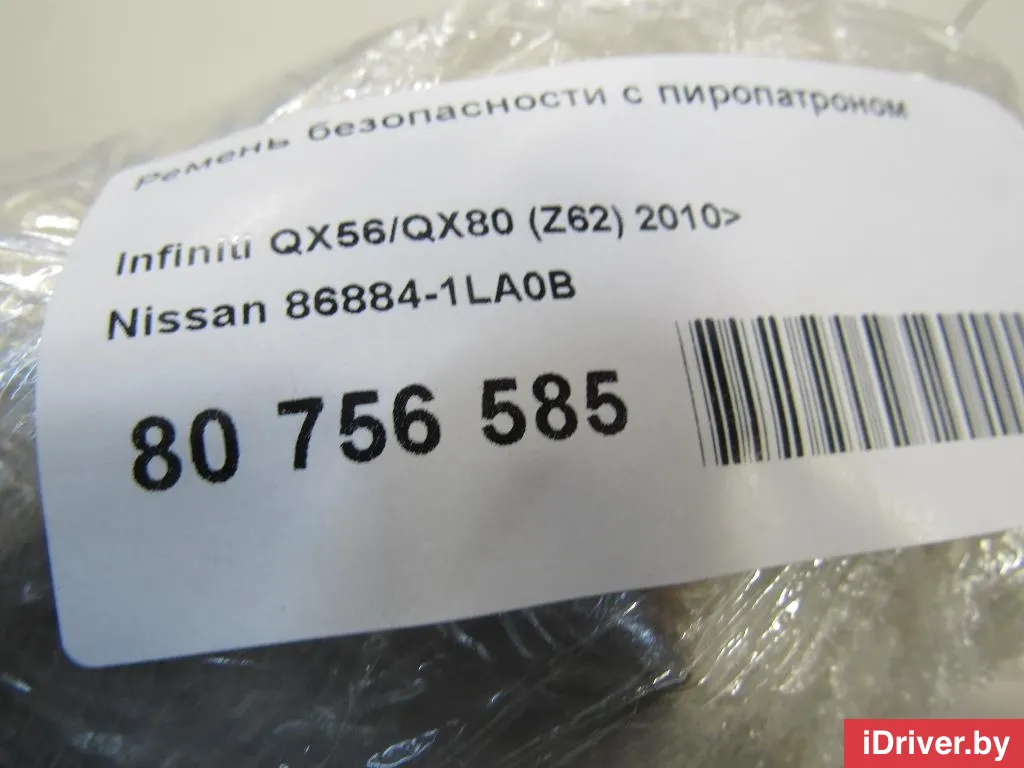 Ремень безопасности с пиропатроном
Infiniti QX56/QX80 (Z62) 2010>
Nissan 86884-1LA0B
80 756 585
iDriver.by